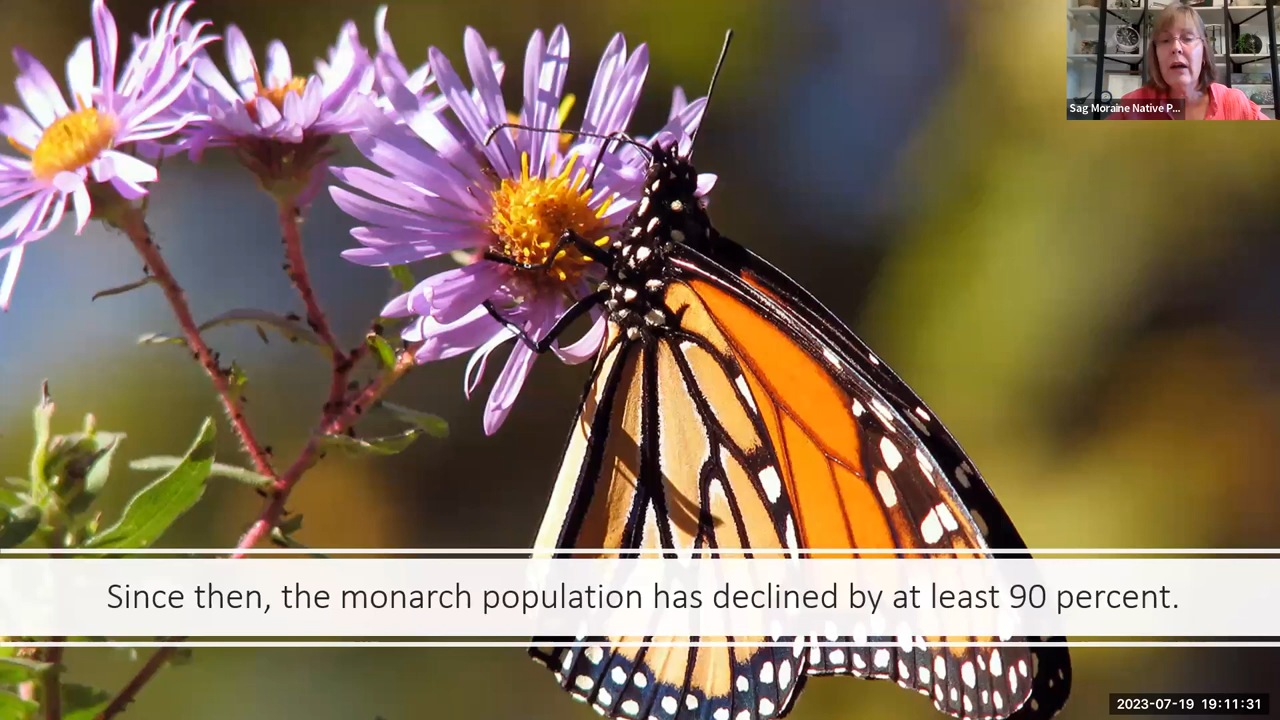 Sag Moraine Native P...
Since then, the monarch population has declined by at least 90 percent.
2023-07-19 19:11:31